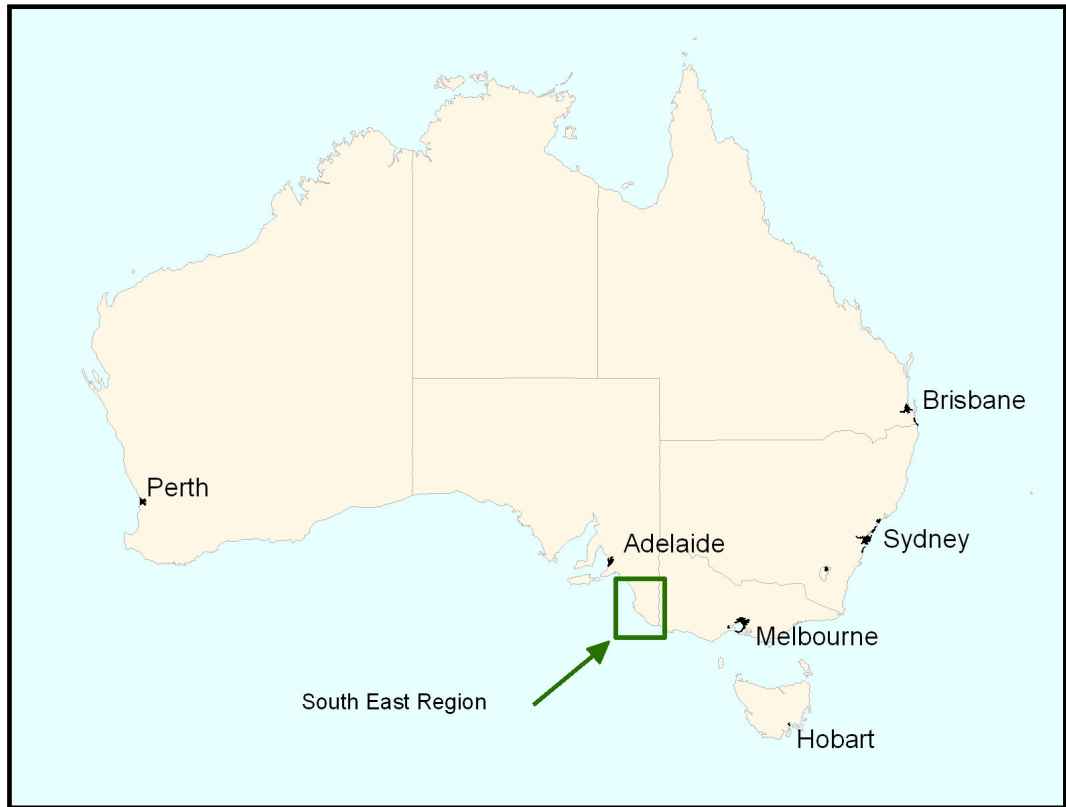 Brisbane
Perth
Sydney
Adelaide
Melbourne
South East Region
Hobart